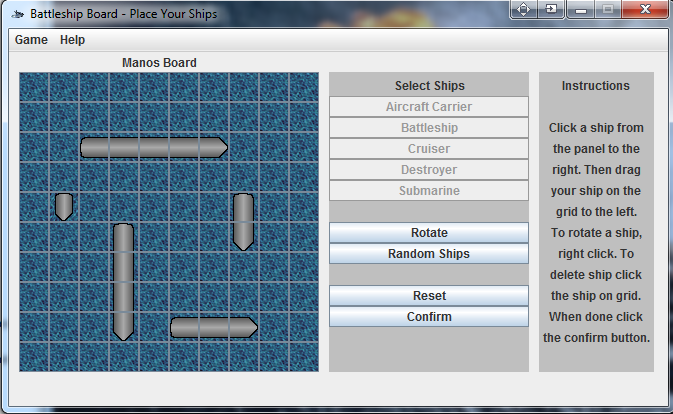 Battleship Board - Place Your Ships
Game Help
Manos Board
Select Ships
Aircraft Carrier
Battleship
Cruiser
Destroyer
Submarine
Rotate
Random Ships
Reset
Confirm
Instructions
Click a ship from
the panel to the
right. Then drag
your ship on the
grid to the left.
To rotate a ship,
right click. To
delete ship click
the ship on grid.
When done click
the confirm button.